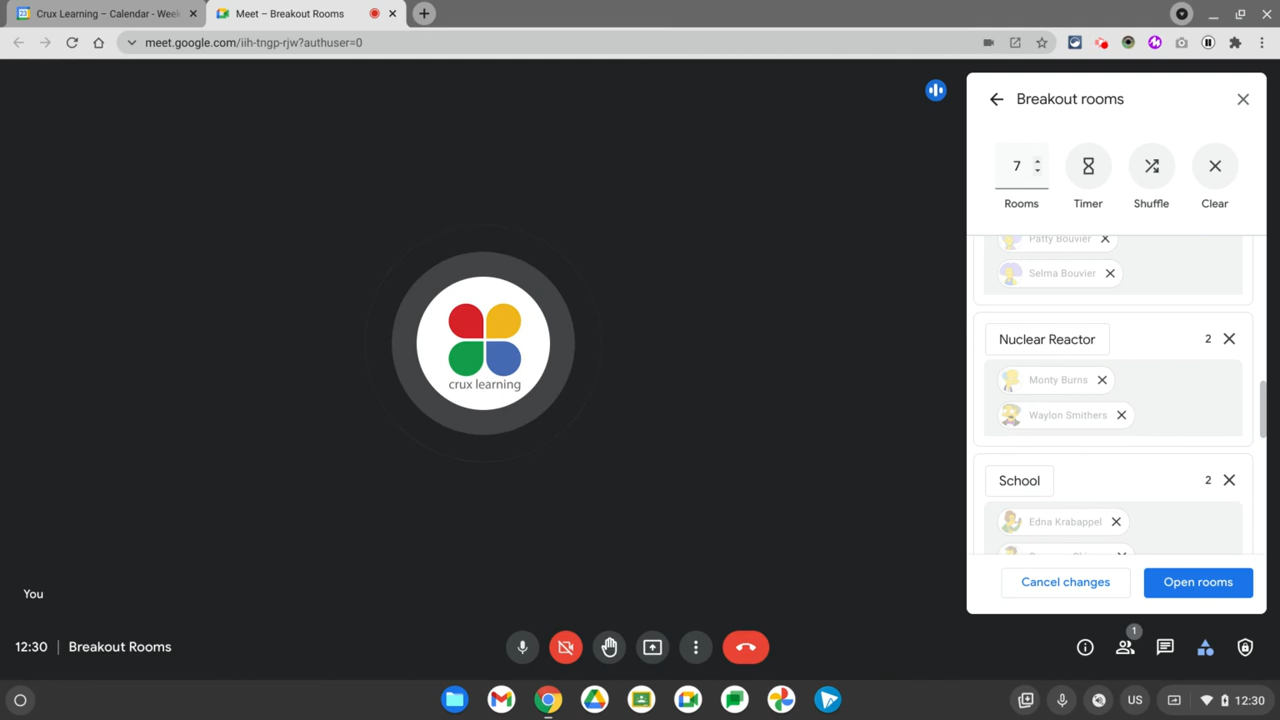 Crux Learning – Calendar - Week
Meet – Breakout Rooms
meet.google.com/iih-tngp-rjw?authuser=0
Breakout rooms
7
Rooms
Timer
Shuffle
Clear
Patty Bouvier
Selma Bouvier
Nuclear Reactor 2
Monty Burns
Waylon Smithers
School 2
Edna Krabappel
Cancel changes
Open rooms
crux learning
You
12:30 | Breakout Rooms
1
US
12:30